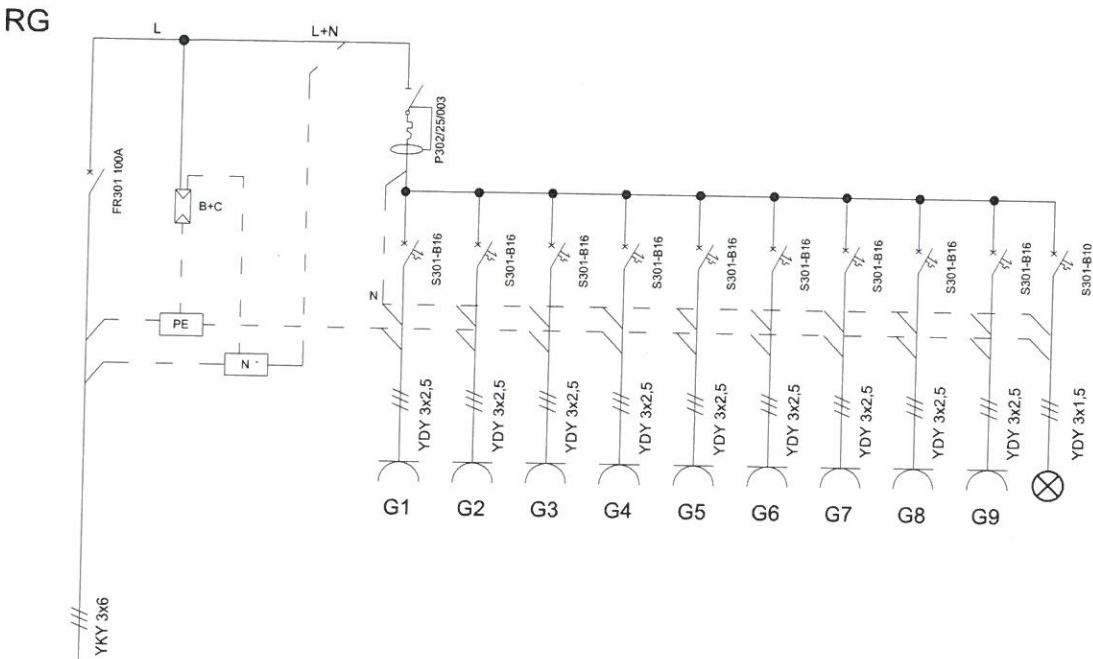 RG
L
L+N
FR301 100A
B+C
P302/25/003
S301-B16
S301-B16
S301-B16
S301-B16
S301-B16
S301-B16
S301-B16
S301-B16
S301-B16
S301-B10
N
PE
N
YDY 3x2,5
YDY 3x2,5
YDY 3x2,5
YDY 3x2,5
YDY 3x2,5
YDY 3x2,5
YDY 3x2,5
YDY 3x2,5
YDY 3x2,5
YDY 3x1,5
G1
G2
G3
G4
G5
G6
G7
G8
G9
YKY 3x6